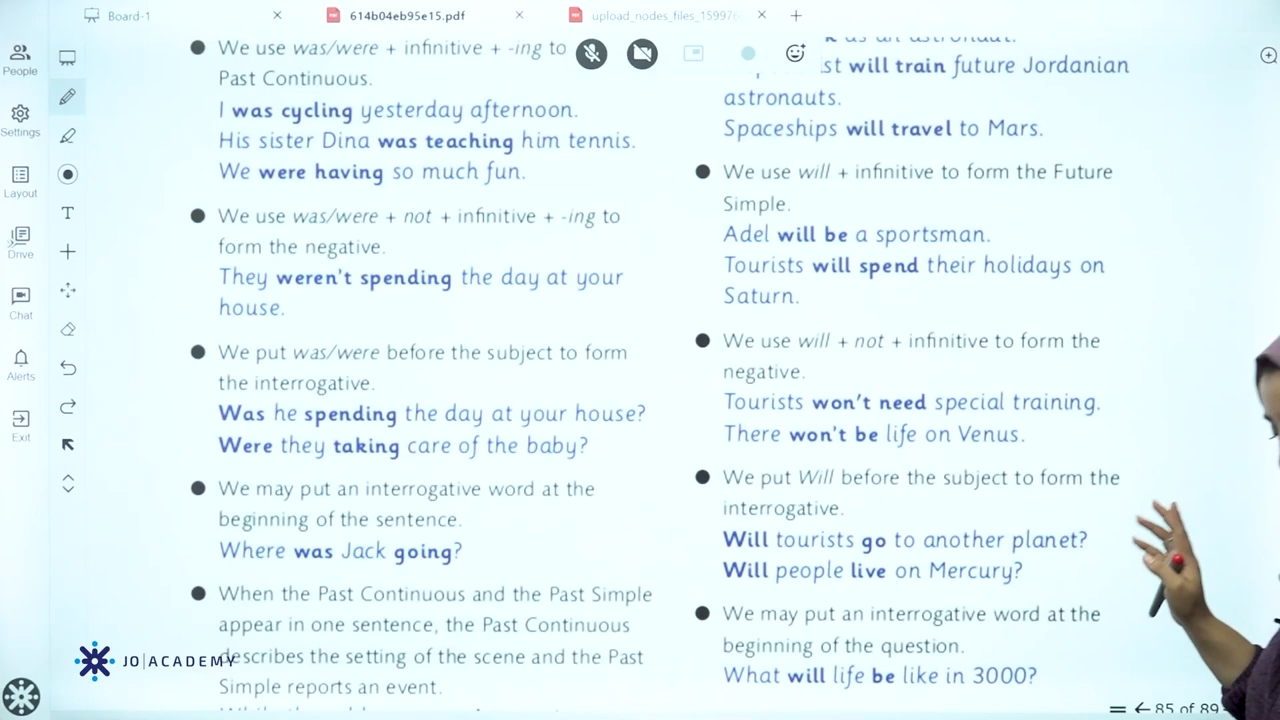 Board-1
614b04eb95e15.pdf
upload_nodes_files_15997
People
Settings
Layout
Drive
Chat
Alerts
Exit
We use was/were + infinitive + -ing to
Past Continuous.
I was cycling yesterday afternoon.
His sister Dina was teaching him tennis.
We were having so much fun.
We use was/were + not + infinitive + -ing to
form the negative.
They weren't spending the day at your
house.
We put was/were before the subject to form
the interrogative.
Was he spending the day at your house?
Were they taking care of the baby?
We may put an interrogative word at the
beginning of the sentence.
Where was Jack going?
When the Past Continuous and the Past Simple
appear in one sentence, the Past Continuous
describes the setting of the scene and the Past
Simple reports an event.
as an astronaut.
will train future Jordanian
astronauts.
Spaceships will travel to Mars.
We use will + infinitive to form the Future
Simple.
Adel will be a sportsman.
Tourists will spend their holidays on
Saturn.
We use will + not + infinitive to form the
negative.
Tourists won't need special training.
There won't be life on Venus.
We put Will before the subject to form the
interrogative.
Will tourists go to another planet?
Will people live on Mercury?
We may put an interrogative word at the
beginning of the question.
What will life be like in 3000?
85 of 89
JO|ACADEMY